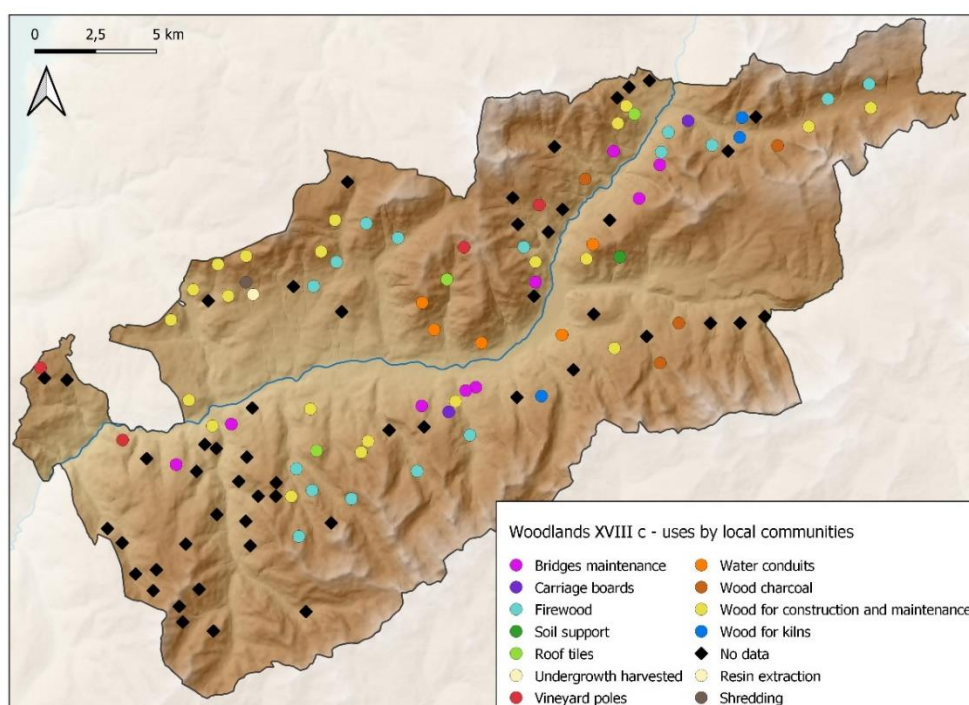 0 2,5 5 km
Woodlands XVIII c - uses by local communities
Bridges maintenance
Carriage boards
Firewood
Soil support
Roof tiles
Undergrowth harvested
Vineyard poles
Water conduits
Wood charcoal
Wood for construction and maintenance
Wood for kilns
No data
Resin extraction
Shredding